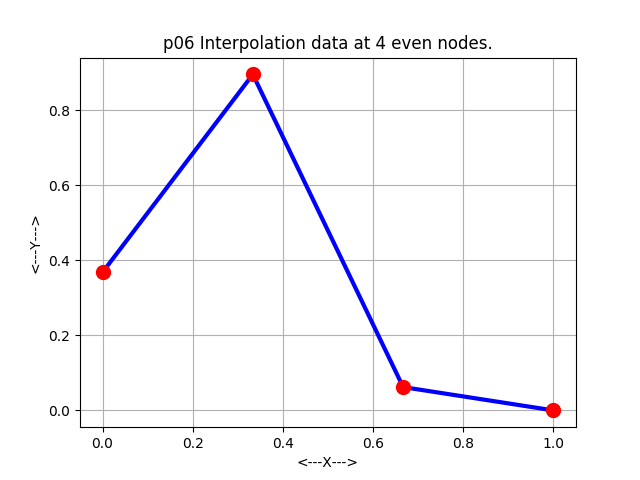 p06 Interpolation data at 4 even nodes.
0.8
0.6
0.4
0.2
0.0
<---Y--->
0.0 0.2 0.4 0.6 0.8 1.0
<---X--->